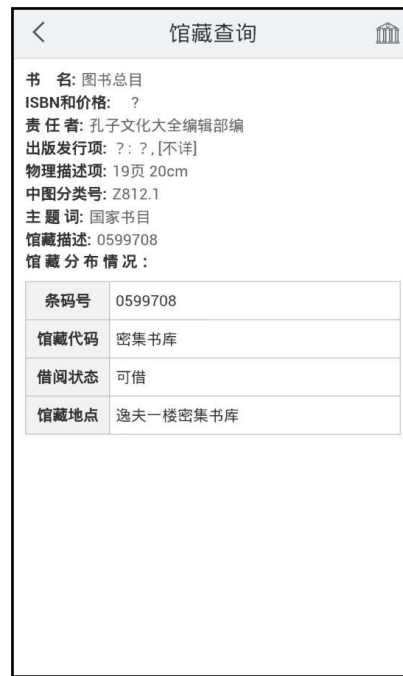 馆藏查询
书 名: 图书总目
ISBN和价格: ?
责 任 者: 孔子文化大全编辑部编
出版发行项: ? : ? , [不详]
物理描述项: 19页 20cm
中图分类号: Z812.1
主 题 词: 国家书目
馆藏描述: 0599708
馆 藏 分 布 情 况 :
条码号 0599708
馆藏代码 密集书库
借阅状态 可借
馆藏地点 逸夫一楼密集书库